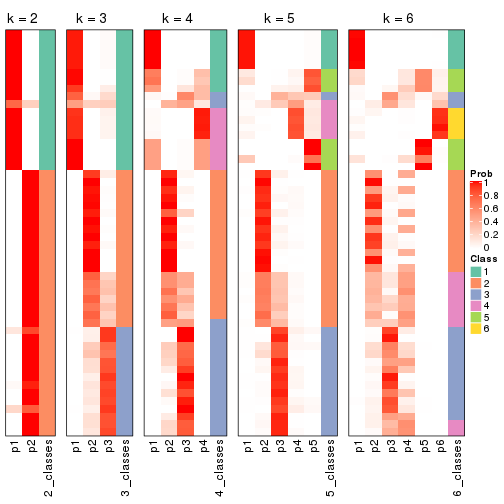 k = 2
k = 3
k = 4
k = 5
k = 6
p1
p2
2_classes
p1
p2
p3
3_classes
p1
p2
p3
p4
4_classes
p1
p2
p3
p4
p5
5_classes
p1
p2
p3
p4
p5
p6
6_classes
Prob
1
0.8
0.6
0.4
0.2
0
Class
1
2
3
4
5
6